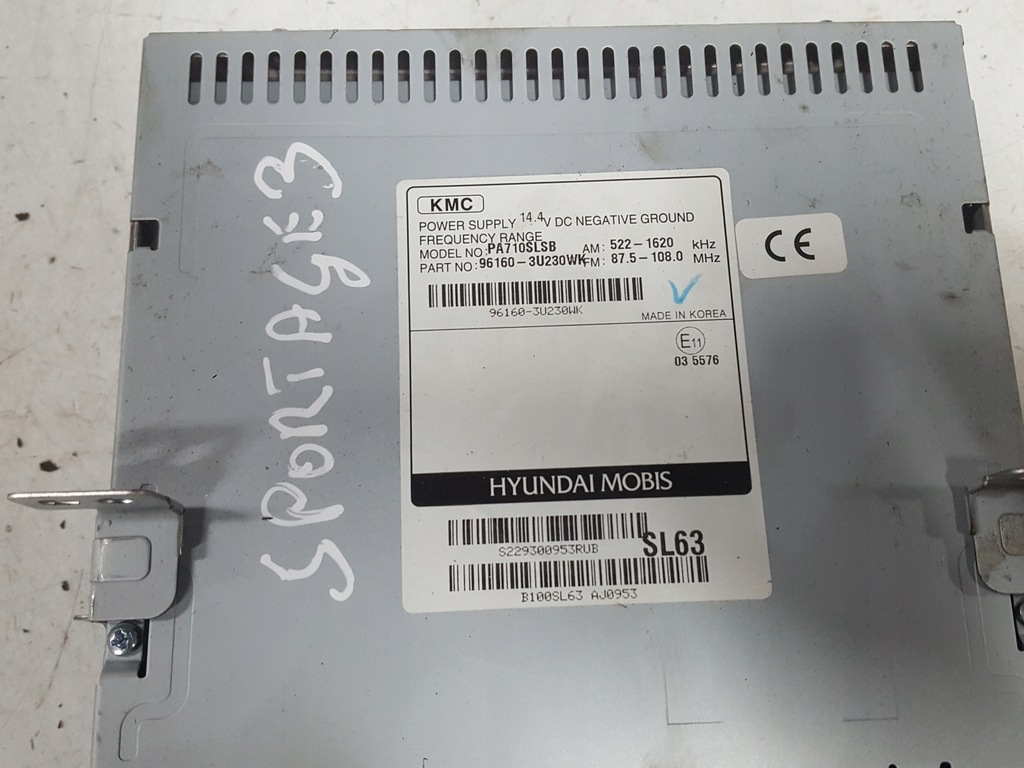 SPORTAGE3
KMC
POWER SUPPLY 14.4V DC NEGATIVE GROUND
FREQUENCY RANGE
MODEL NO: PA710SLSB AM: 522-1620 kHz
PART NO: 96160-3U230WK FM: 87.5-108.0 MHz
96160-3U230WK
MADE IN KOREA
E11
03 5576
HYUNDAI MOBIS
S229300953RUB SL63
B100SL63 AJ0953
CE